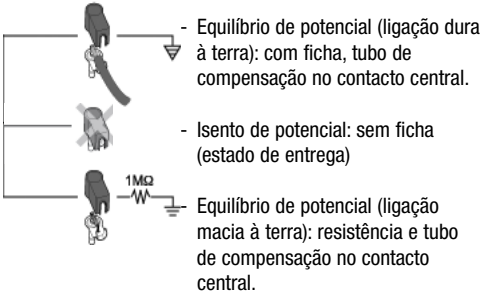 - Equilíbrio de potencial (ligação dura
à terra): com ficha, tubo de
compensação no contacto central.
- Isento de potencial: sem ficha
(estado de entrega)
1MΩ
- Equilíbrio de potencial (ligação
macia à terra): resistência e tubo
de compensação no contacto
central.